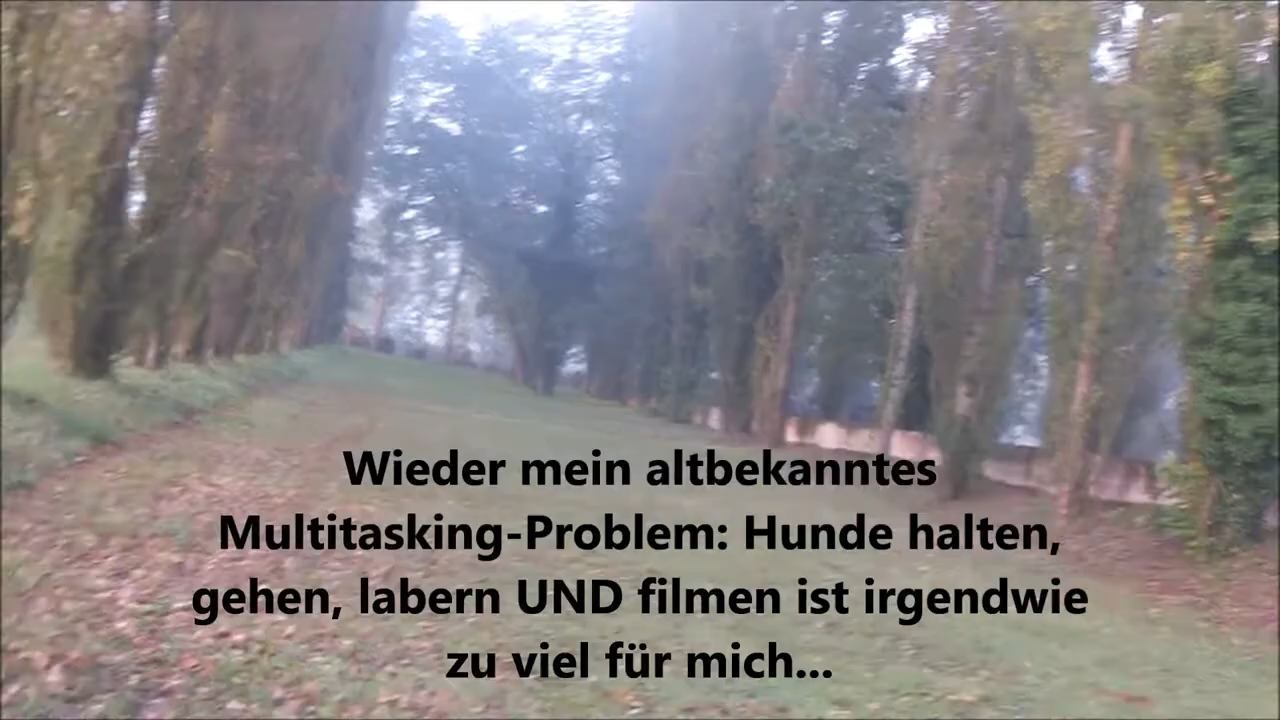 Wieder mein altbekanntes
Multitasking-Problem: Hunde halten,
gehen, labern UND filmen ist irgendwie
zu viel für mich...